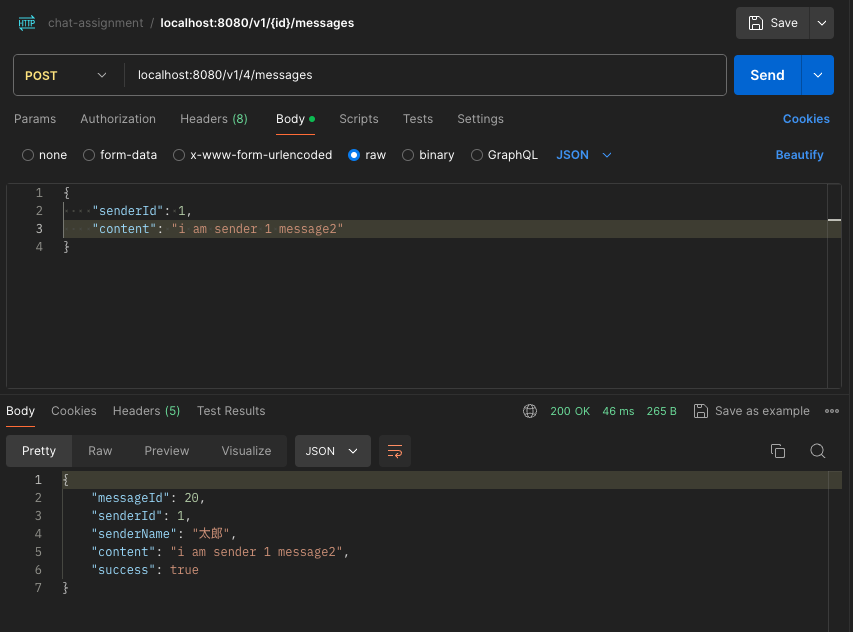 HTTP chat-assignment / localhost:8080/v1/{id}/messages Save
POST localhost:8080/v1/4/messages Send
Params Authorization Headers (8) Body Scripts Tests Settings Cookies
none form-data x-www-form-urlencoded raw binary GraphQL JSON Beautify
1 {
2 "senderId": 1,
3 "content": "i am sender 1 message2"
4 }
Body Cookies Headers (5) Test Results 200 OK 46 ms 265 B Save as example
Pretty Raw Preview Visualize JSON
1 {
2 "messageId": 20,
3 "senderId": 1,
4 "senderName": "太郎",
5 "content": "i am sender 1 message2",
6 "success": true
7 }